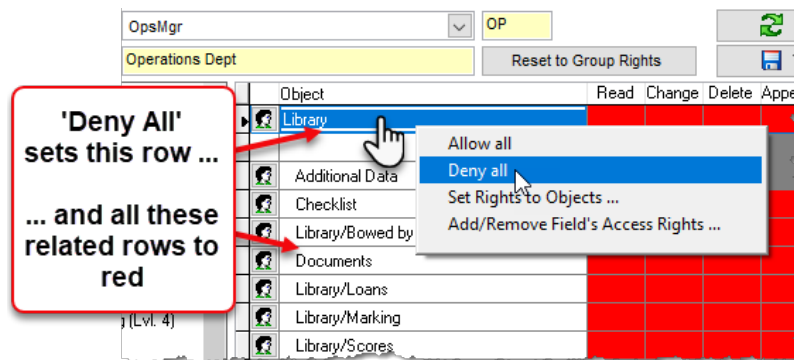 OpsMgr
OP
Operations Dept
Reset to Group Rights
Object Read Change Delete Appe
'Deny All'
sets this row ...
... and all these
related rows to
red
Library
Allow all
Deny all
Set Rights to Objects ...
Add/Remove Field's Access Rights ...
Additional Data
Checklist
Library/Bowed by
Documents
Library/Loans
(Lvl. 4)
Library/Marking
Library/Scores